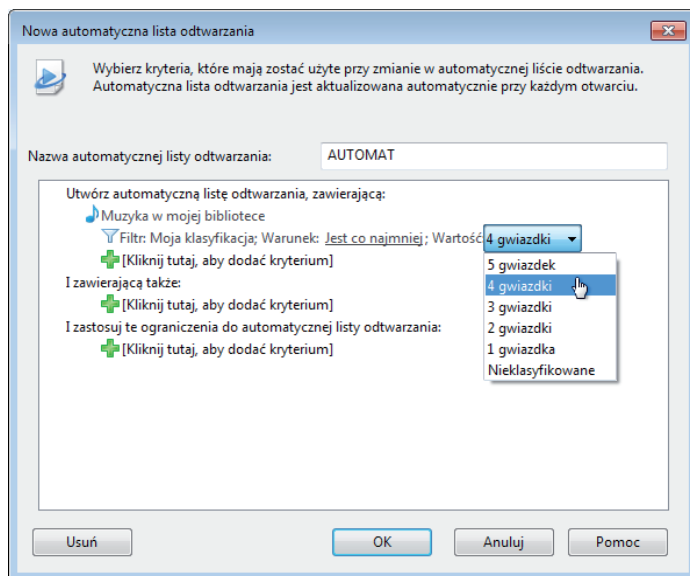 Nowa automatyczna lista odtwarzania
Wybierz kryteria, które mają zostać użyte przy zmianie w automatycznej liście odtwarzania.
Automatyczna lista odtwarzania jest aktualizowana automatycznie przy każdym otwarciu.
Nazwa automatycznej listy odtwarzania: AUTOMAT
Utwórz automatyczną listę odtwarzania, zawierającą:
Muzyka w mojej bibliotece
Filtr: Moja klasyfikacja; Warunek: Jest co najmniej; Wartość 4 gwiazdki
[Kliknij tutaj, aby dodać kryterium]
5 gwiazdek
I zawierającą także:
4 gwiazdki
[Kliknij tutaj, aby dodać kryterium]
3 gwiazdki
I zastosuj te ograniczenia do automatycznej listy odtwarzania:
2 gwiazdki
[Kliknij tutaj, aby dodać kryterium]
1 gwiazdka
Nieklasyfikowane
Usuń OK Anuluj Pomoc